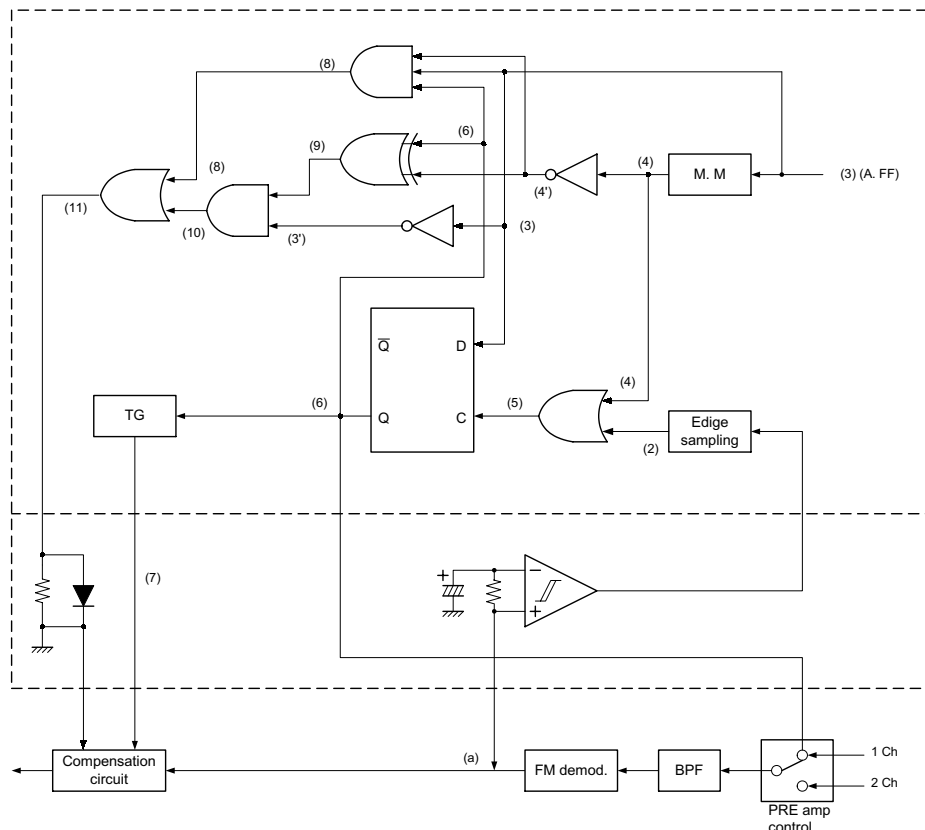 (8)
(9)
(6)
(8)
(4)
M. M
(3) (A. FF)
(4')
(11)
(10)
(3')
(3)
Q
D
(6)
(5)
(4)
TG
Q
C
Edige
sampling
(2)
(7)
+
−
+
(a)
Compensation
circuit
FM demod.
BPF
1 Ch
2 Ch
PRE amp
control